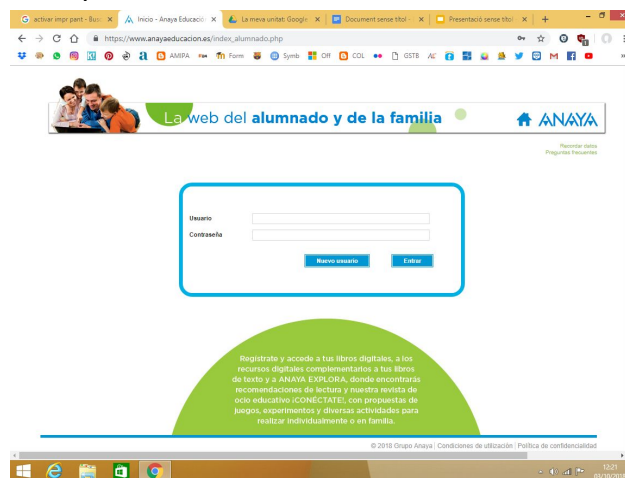 activar impr pant - Bus
Inicio - Anaya Educació
La meva unitat: Google
Document sense títol -
Presentació sense títol
https://www.anayaeducacion.es/index_alumnado.php
AMIPA
Form
Symb
Off
COL
GSTB
La web del alumnado y de la familia
ANAYA
Recordar datos
Preguntas frecuentes
Usuario
Contraseña
Nuevo usuario
Entrar
Regístrate y accede a tus libros digitales, a los
recursos digitales complementarios a tus libros
de texto y a ANAYA EXPLORA, donde encontrarás
recomendaciones de lectura y nuestra revista de
ocio educativo ¡CONÉCTATE!, con propuestas de
juegos, experimentos y diversas actividades para
realizar individualmente o en familia.
© 2018 Grupo Anaya | Condiciones de utilización | Política de confidencialidad
12:21
03/10/2018